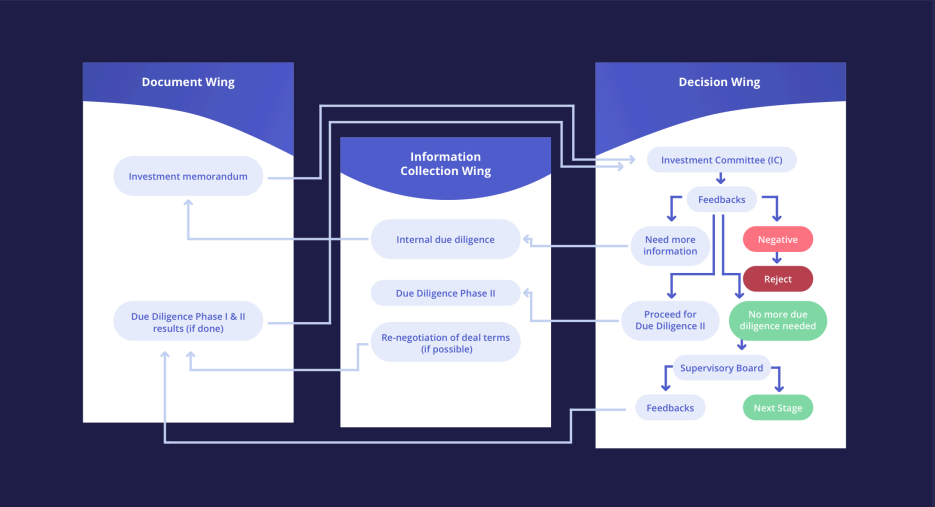 Document Wing
Investment memorandum
Due Diligence Phase I & II
results (if done)
Information
Collection Wing
Internal due diligence
Due Diligence Phase II
Re-negotiation of deal terms
(if possible)
Decision Wing
Investment Committee (IC)
Feedbacks
Need more
information
Negative
Reject
Proceed for
Due Diligence II
No more due
diligence needed
Supervisory Board
Feedbacks
Next Stage